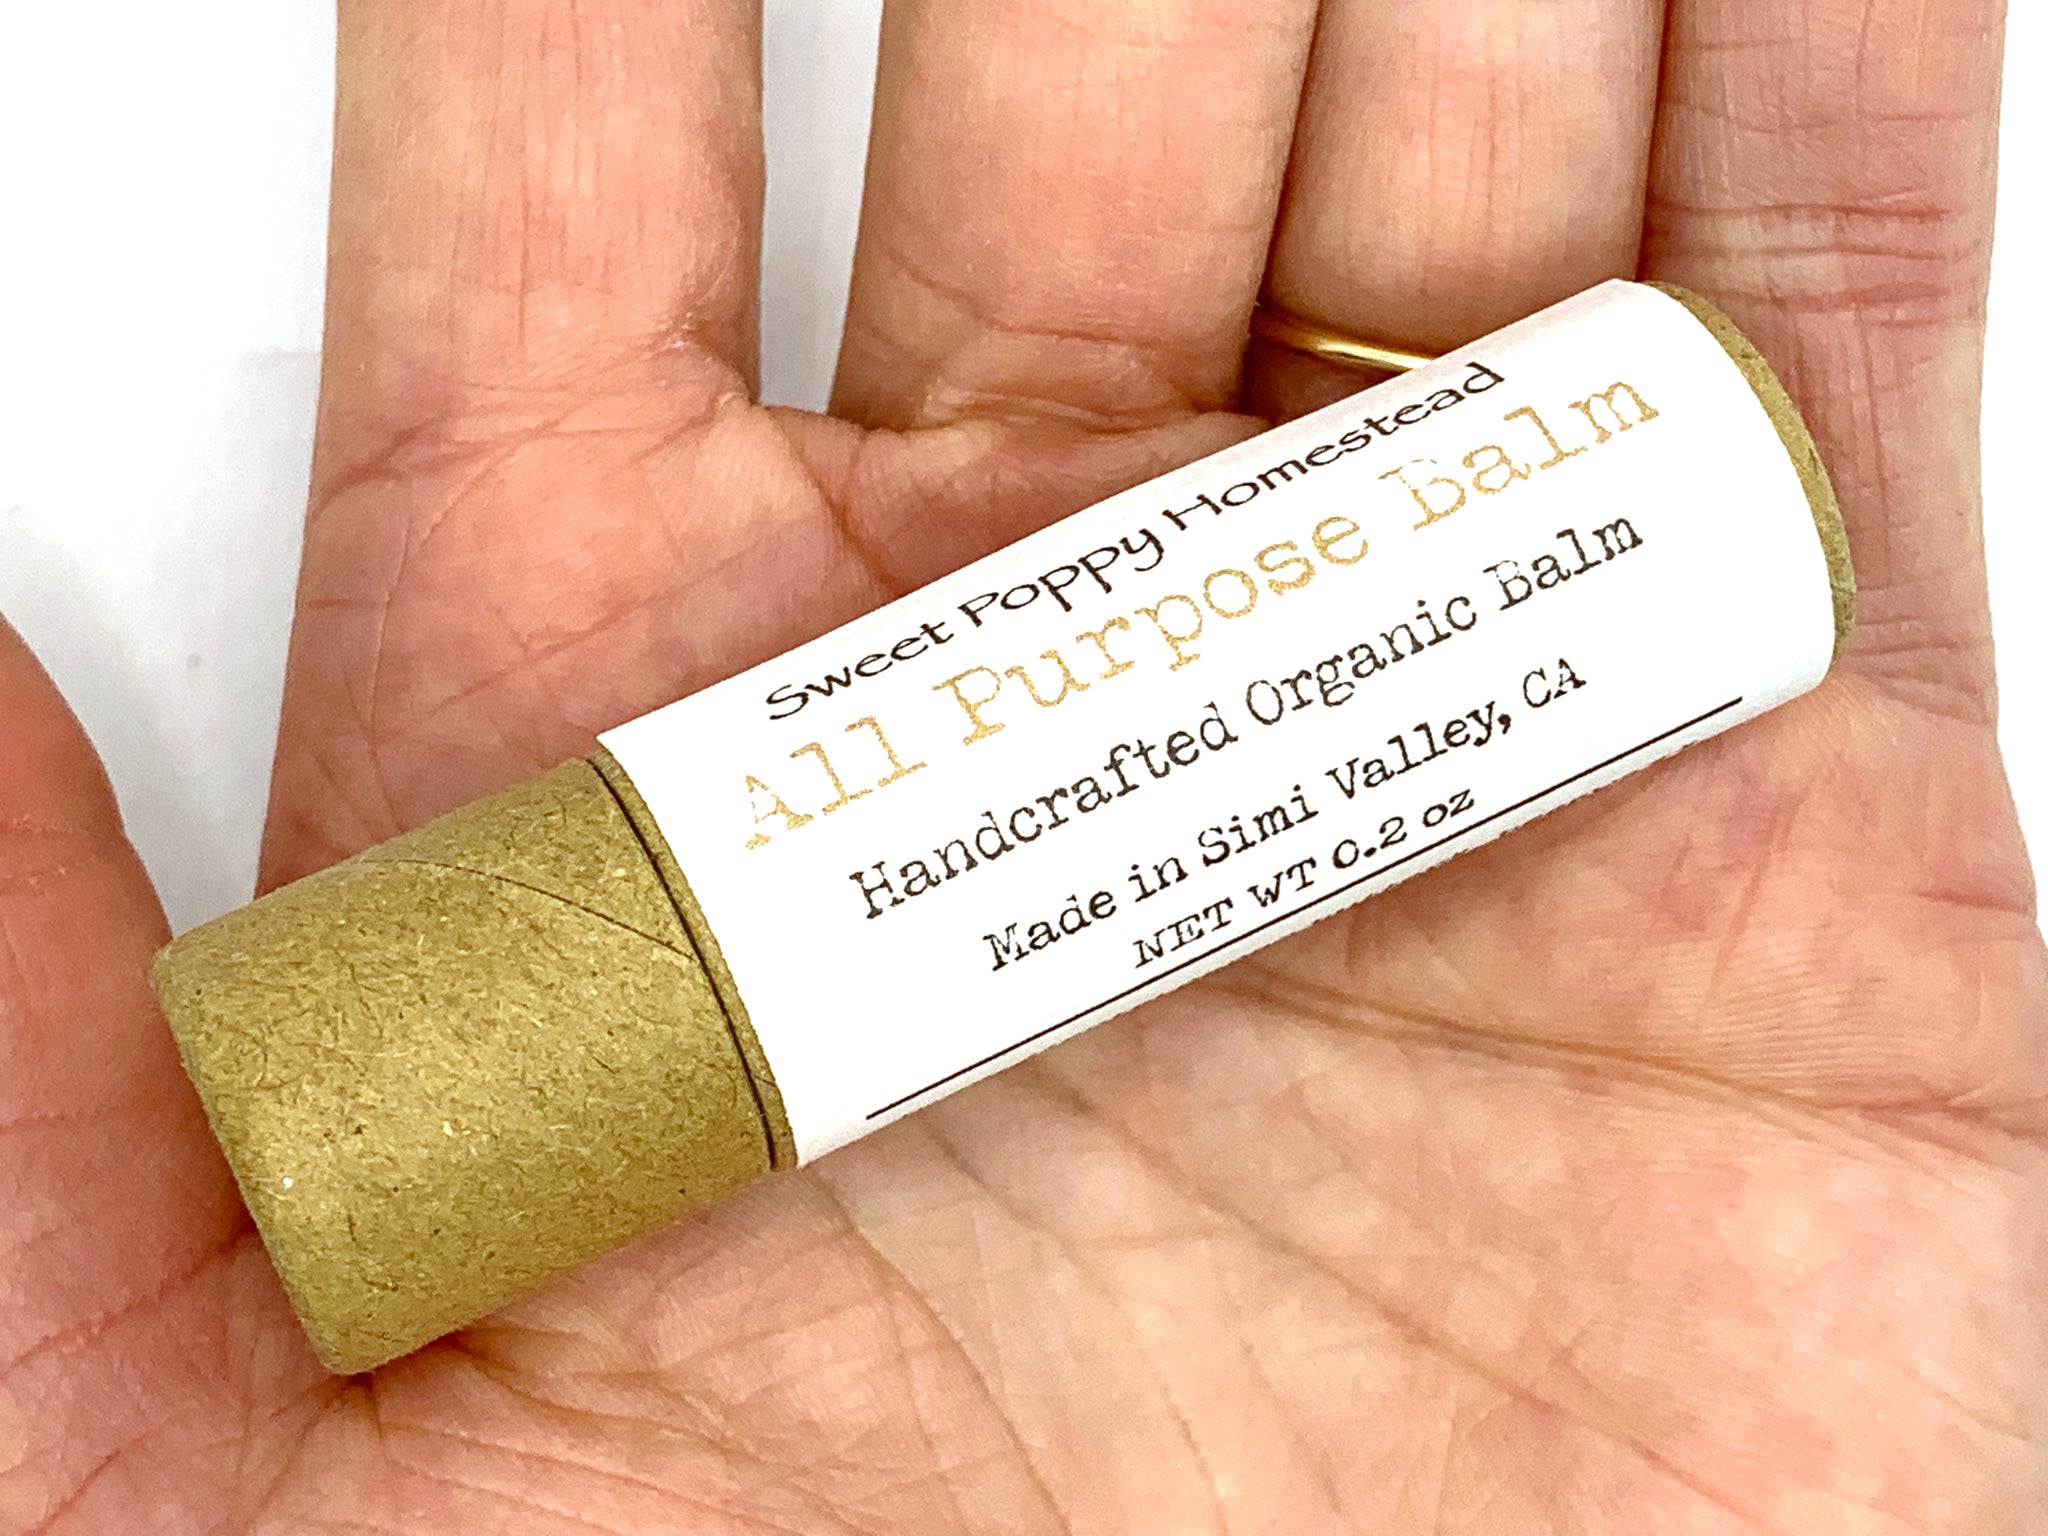 Sweet Poppy Homestead
All Purpose Balm
Handcrafted Organic Balm
Made in Simi Valley, CA
NET WT 0.2 oz